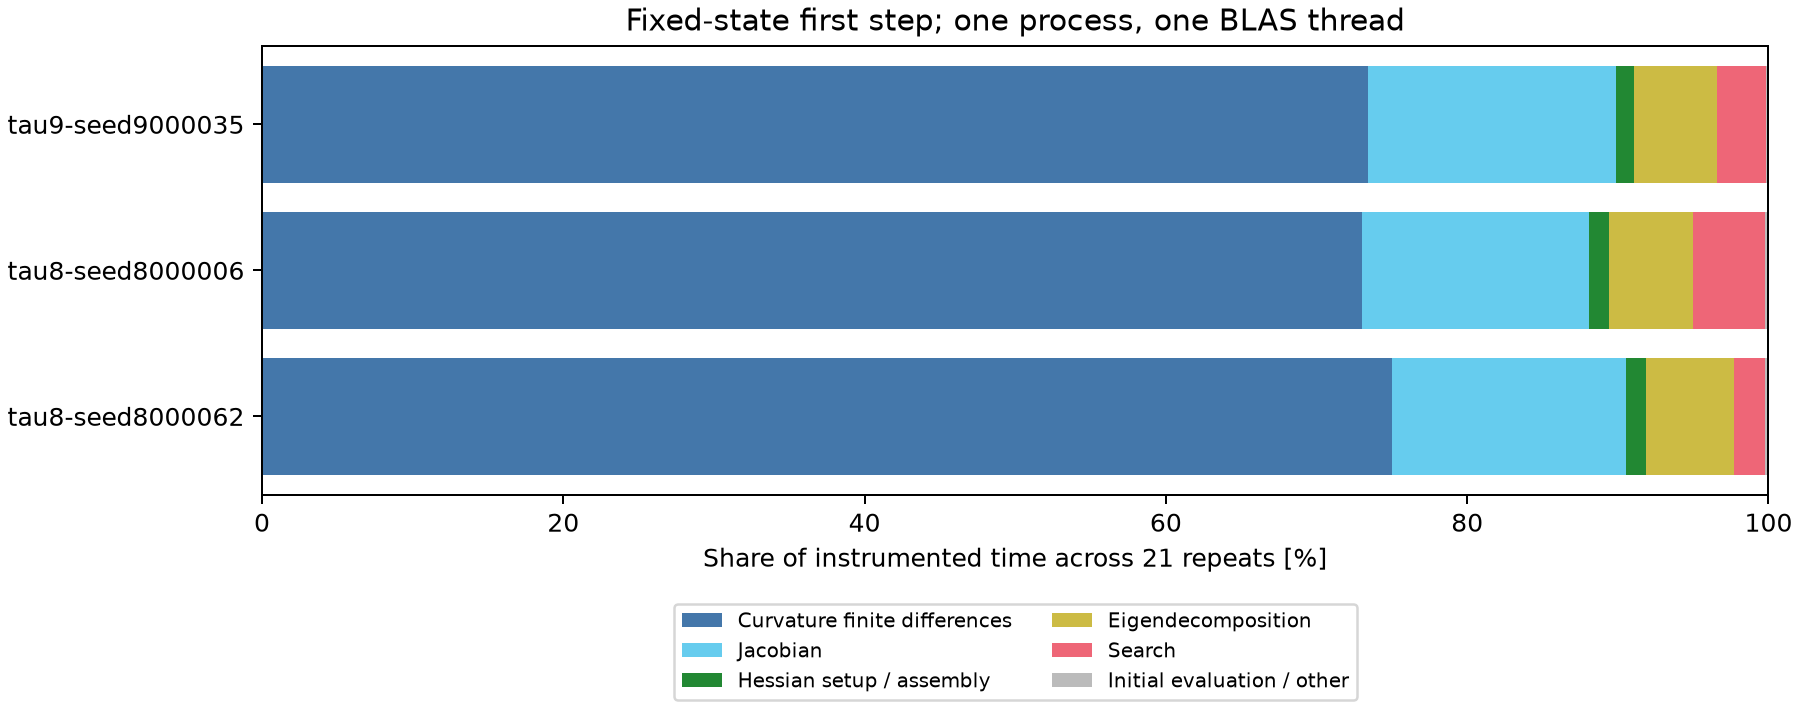 Fixed-state first step; one process, one BLAS thread
tau9-seed9000035
tau8-seed8000006
tau8-seed8000062
0 20 40 60 80 100
Share of instrumented time across 21 repeats [%]
Curvature finite differences
Jacobian
Hessian setup / assembly
Eigendecomposition
Search
Initial evaluation / other